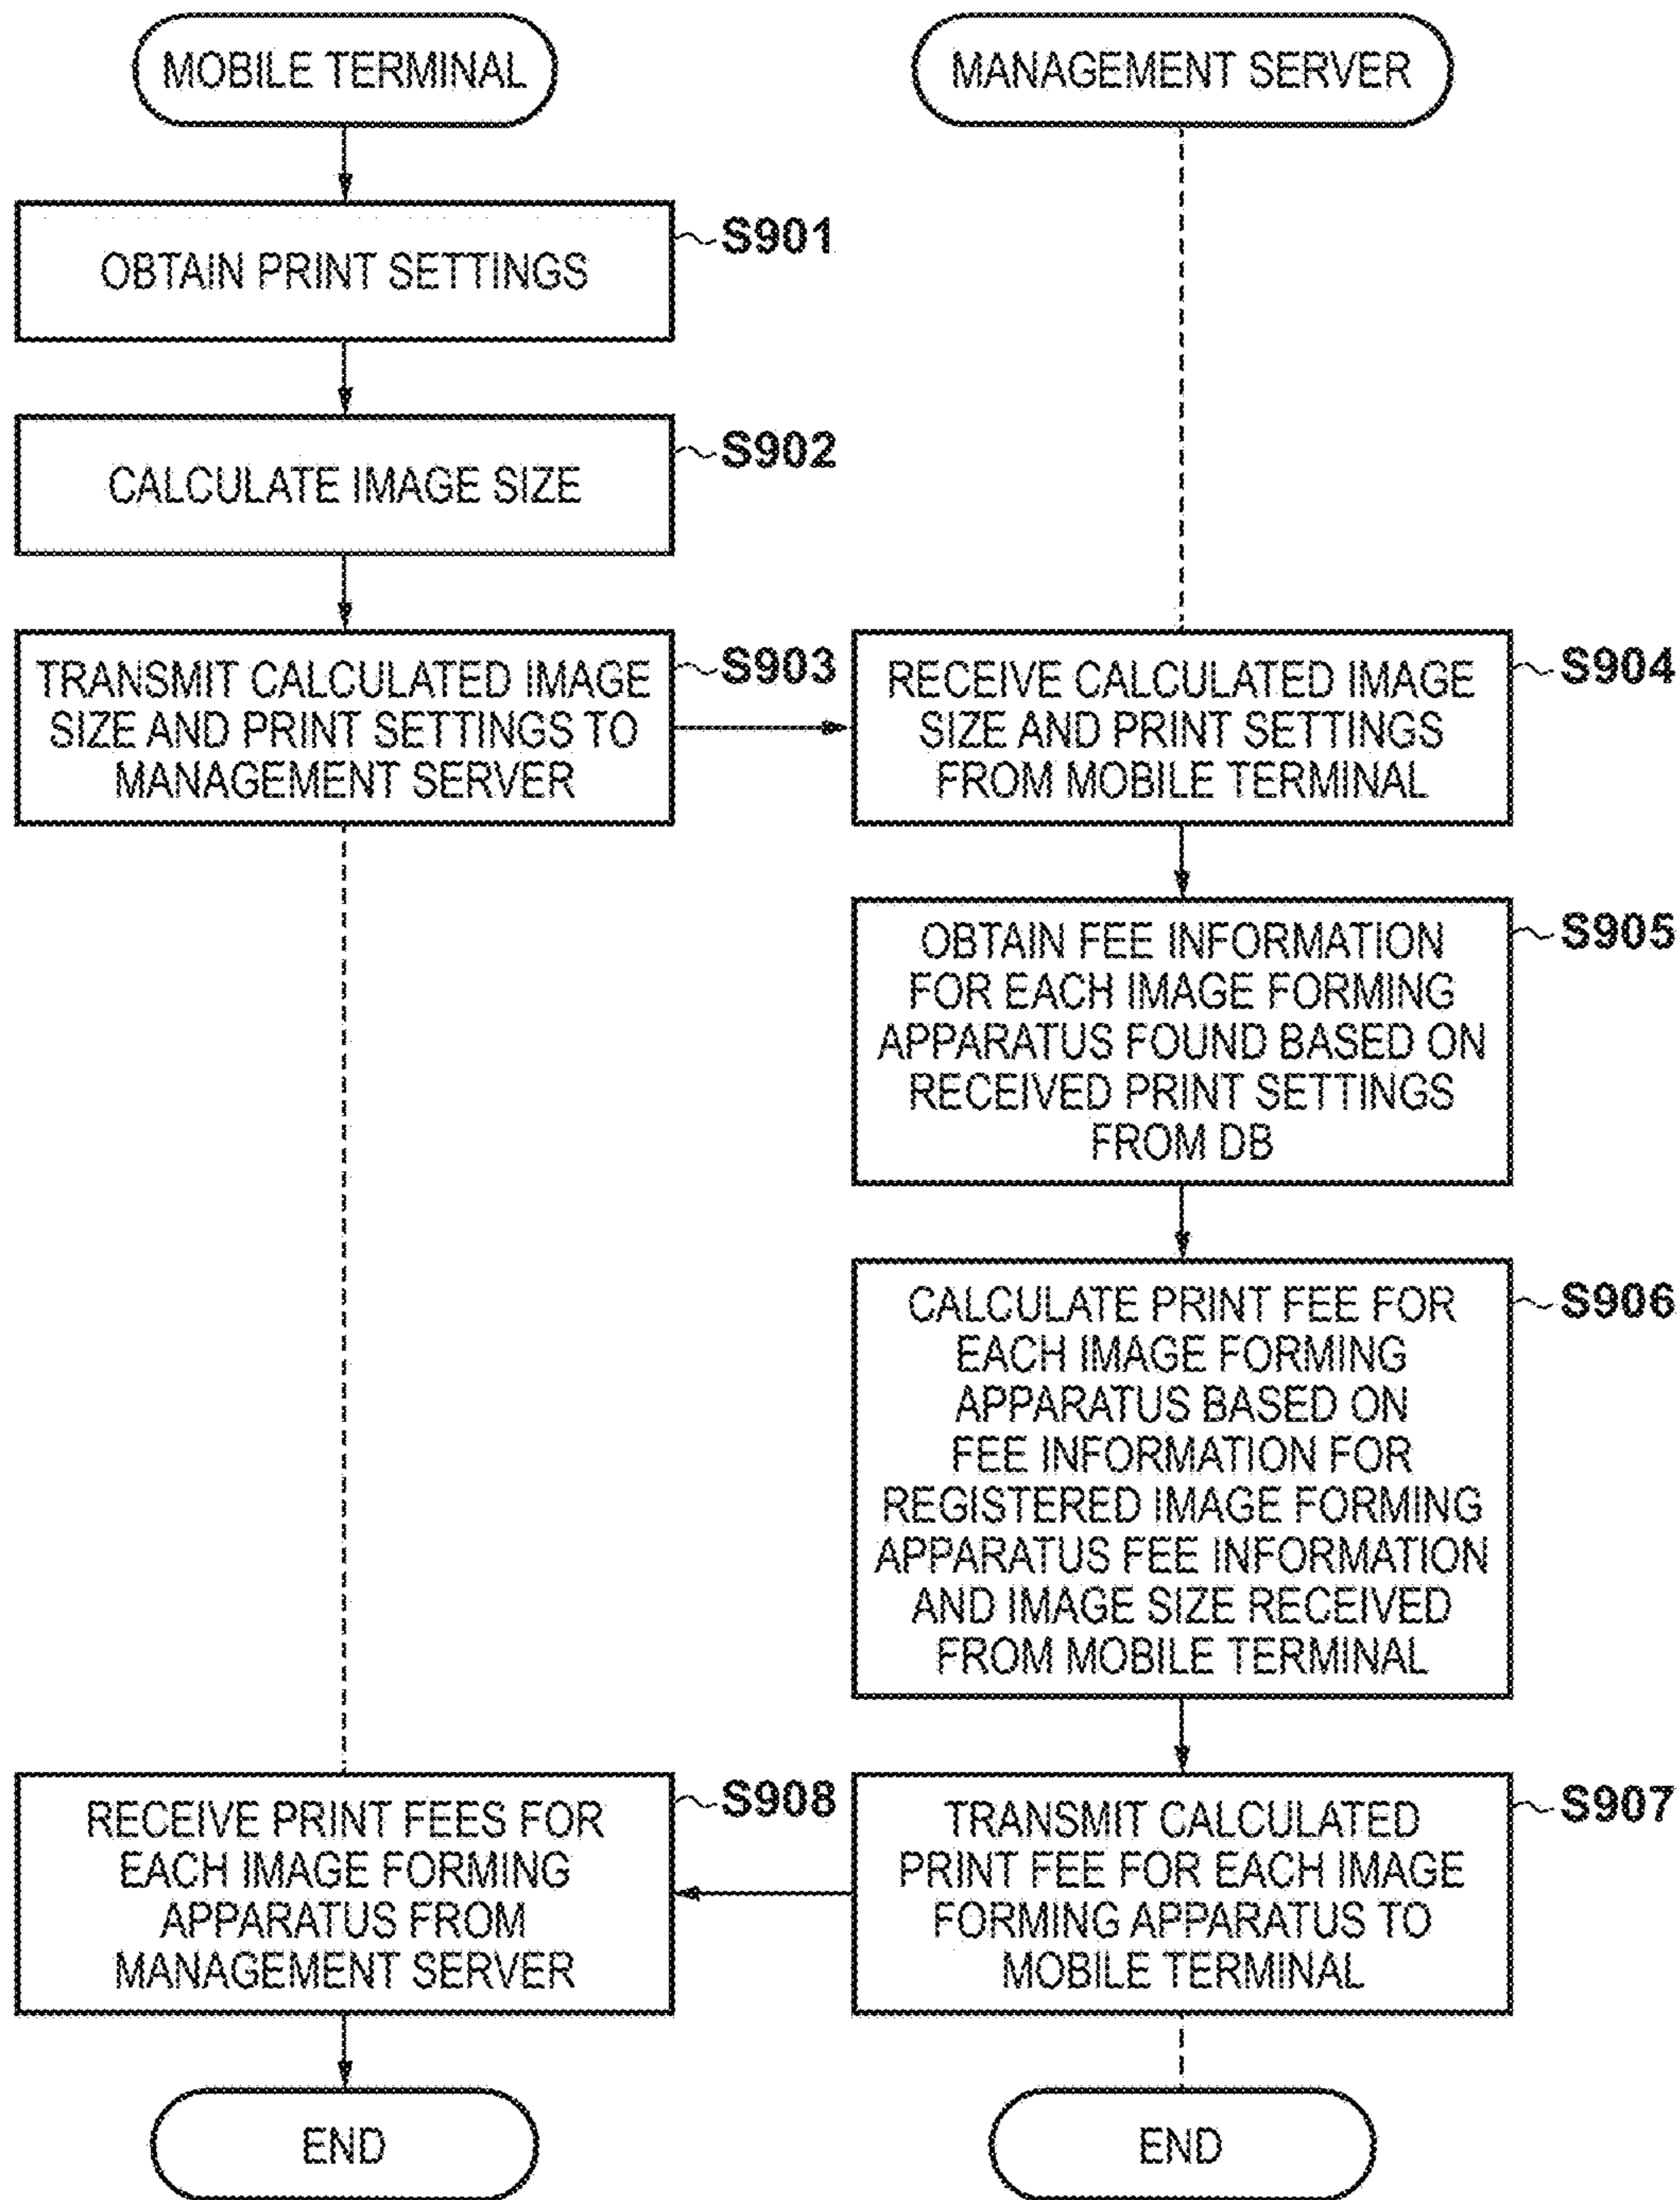 MOBILE TERMINAL
MANAGEMENT SERVER
OBTAIN PRINT SETTINGS
S901
CALCULATE IMAGE SIZE
S902
TRANSMIT CALCULATED IMAGE
SIZE AND PRINT SETTINGS TO
MANAGEMENT SERVER
S903
RECEIVE CALCULATED IMAGE
SIZE AND PRINT SETTINGS
FROM MOBILE TERMINAL
S904
OBTAIN FEE INFORMATION
FOR EACH IMAGE FORMING
APPARATUS FOUND BASED ON
RECEIVED PRINT SETTINGS
FROM DB
S905
CALCULATE PRINT FEE FOR
EACH IMAGE FORMING
APPARATUS BASED ON
FEE INFORMATION FOR
REGISTERED IMAGE FORMING
APPARATUS FEE INFORMATION
AND IMAGE SIZE RECEIVED
FROM MOBILE TERMINAL
S906
RECEIVE PRINT FEES FOR
EACH IMAGE FORMING
APPARATUS FROM
MANAGEMENT SERVER
S908
TRANSMIT CALCULATED
PRINT FEE FOR EACH IMAGE
FORMING APPARATUS TO
MOBILE TERMINAL
S907
END
END